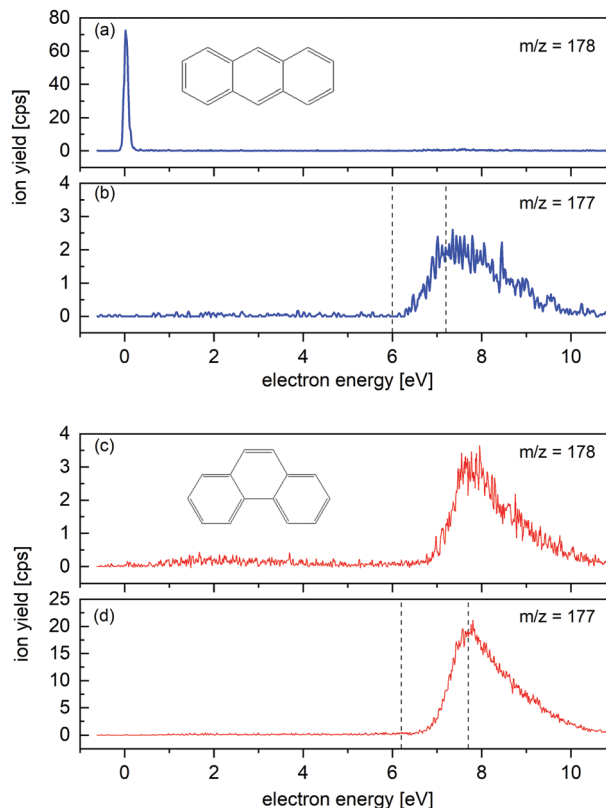 (a)
m/z = 178
80
60
40
20
0
ion yield [cps]
(b)
m/z = 177
4
3
2
1
0
0 2 4 6 8 10
electron energy [eV]
(c)
m/z = 178
4
3
2
1
0
ion yield [cps]
(d)
m/z = 177
25
20
15
10
5
0
0 2 4 6 8 10
electron energy [eV]